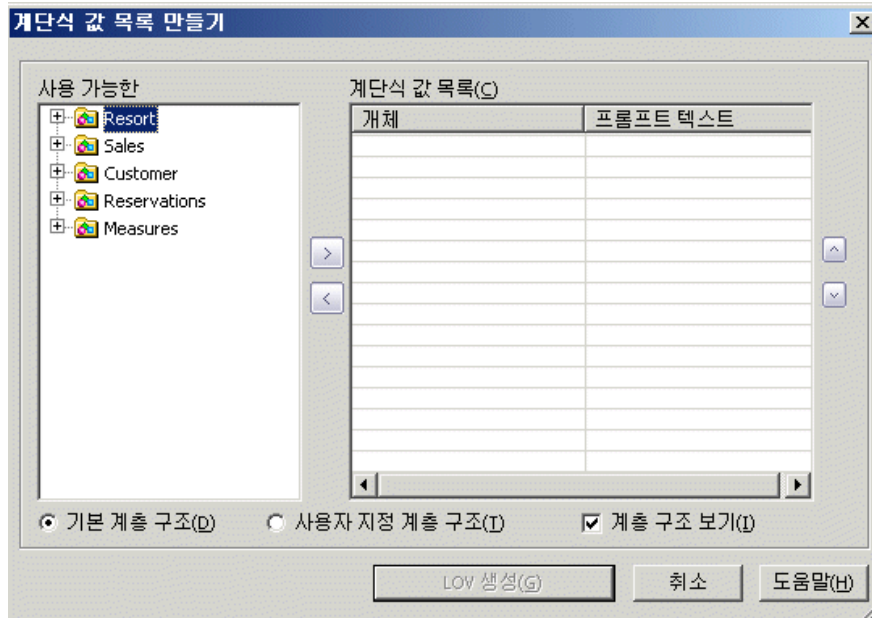 계단식 값 목록 만들기
사용 가능한
계단식 값 목록(C)
개체 프롬프트 텍스트
Resort
Sales
Customer
Reservations
Measures
기본 계층 구조(D) 사용자 지정 계층 구조(T) 계층 구조 보기(I)
LOV 생성(G) 취소 도움말(H)